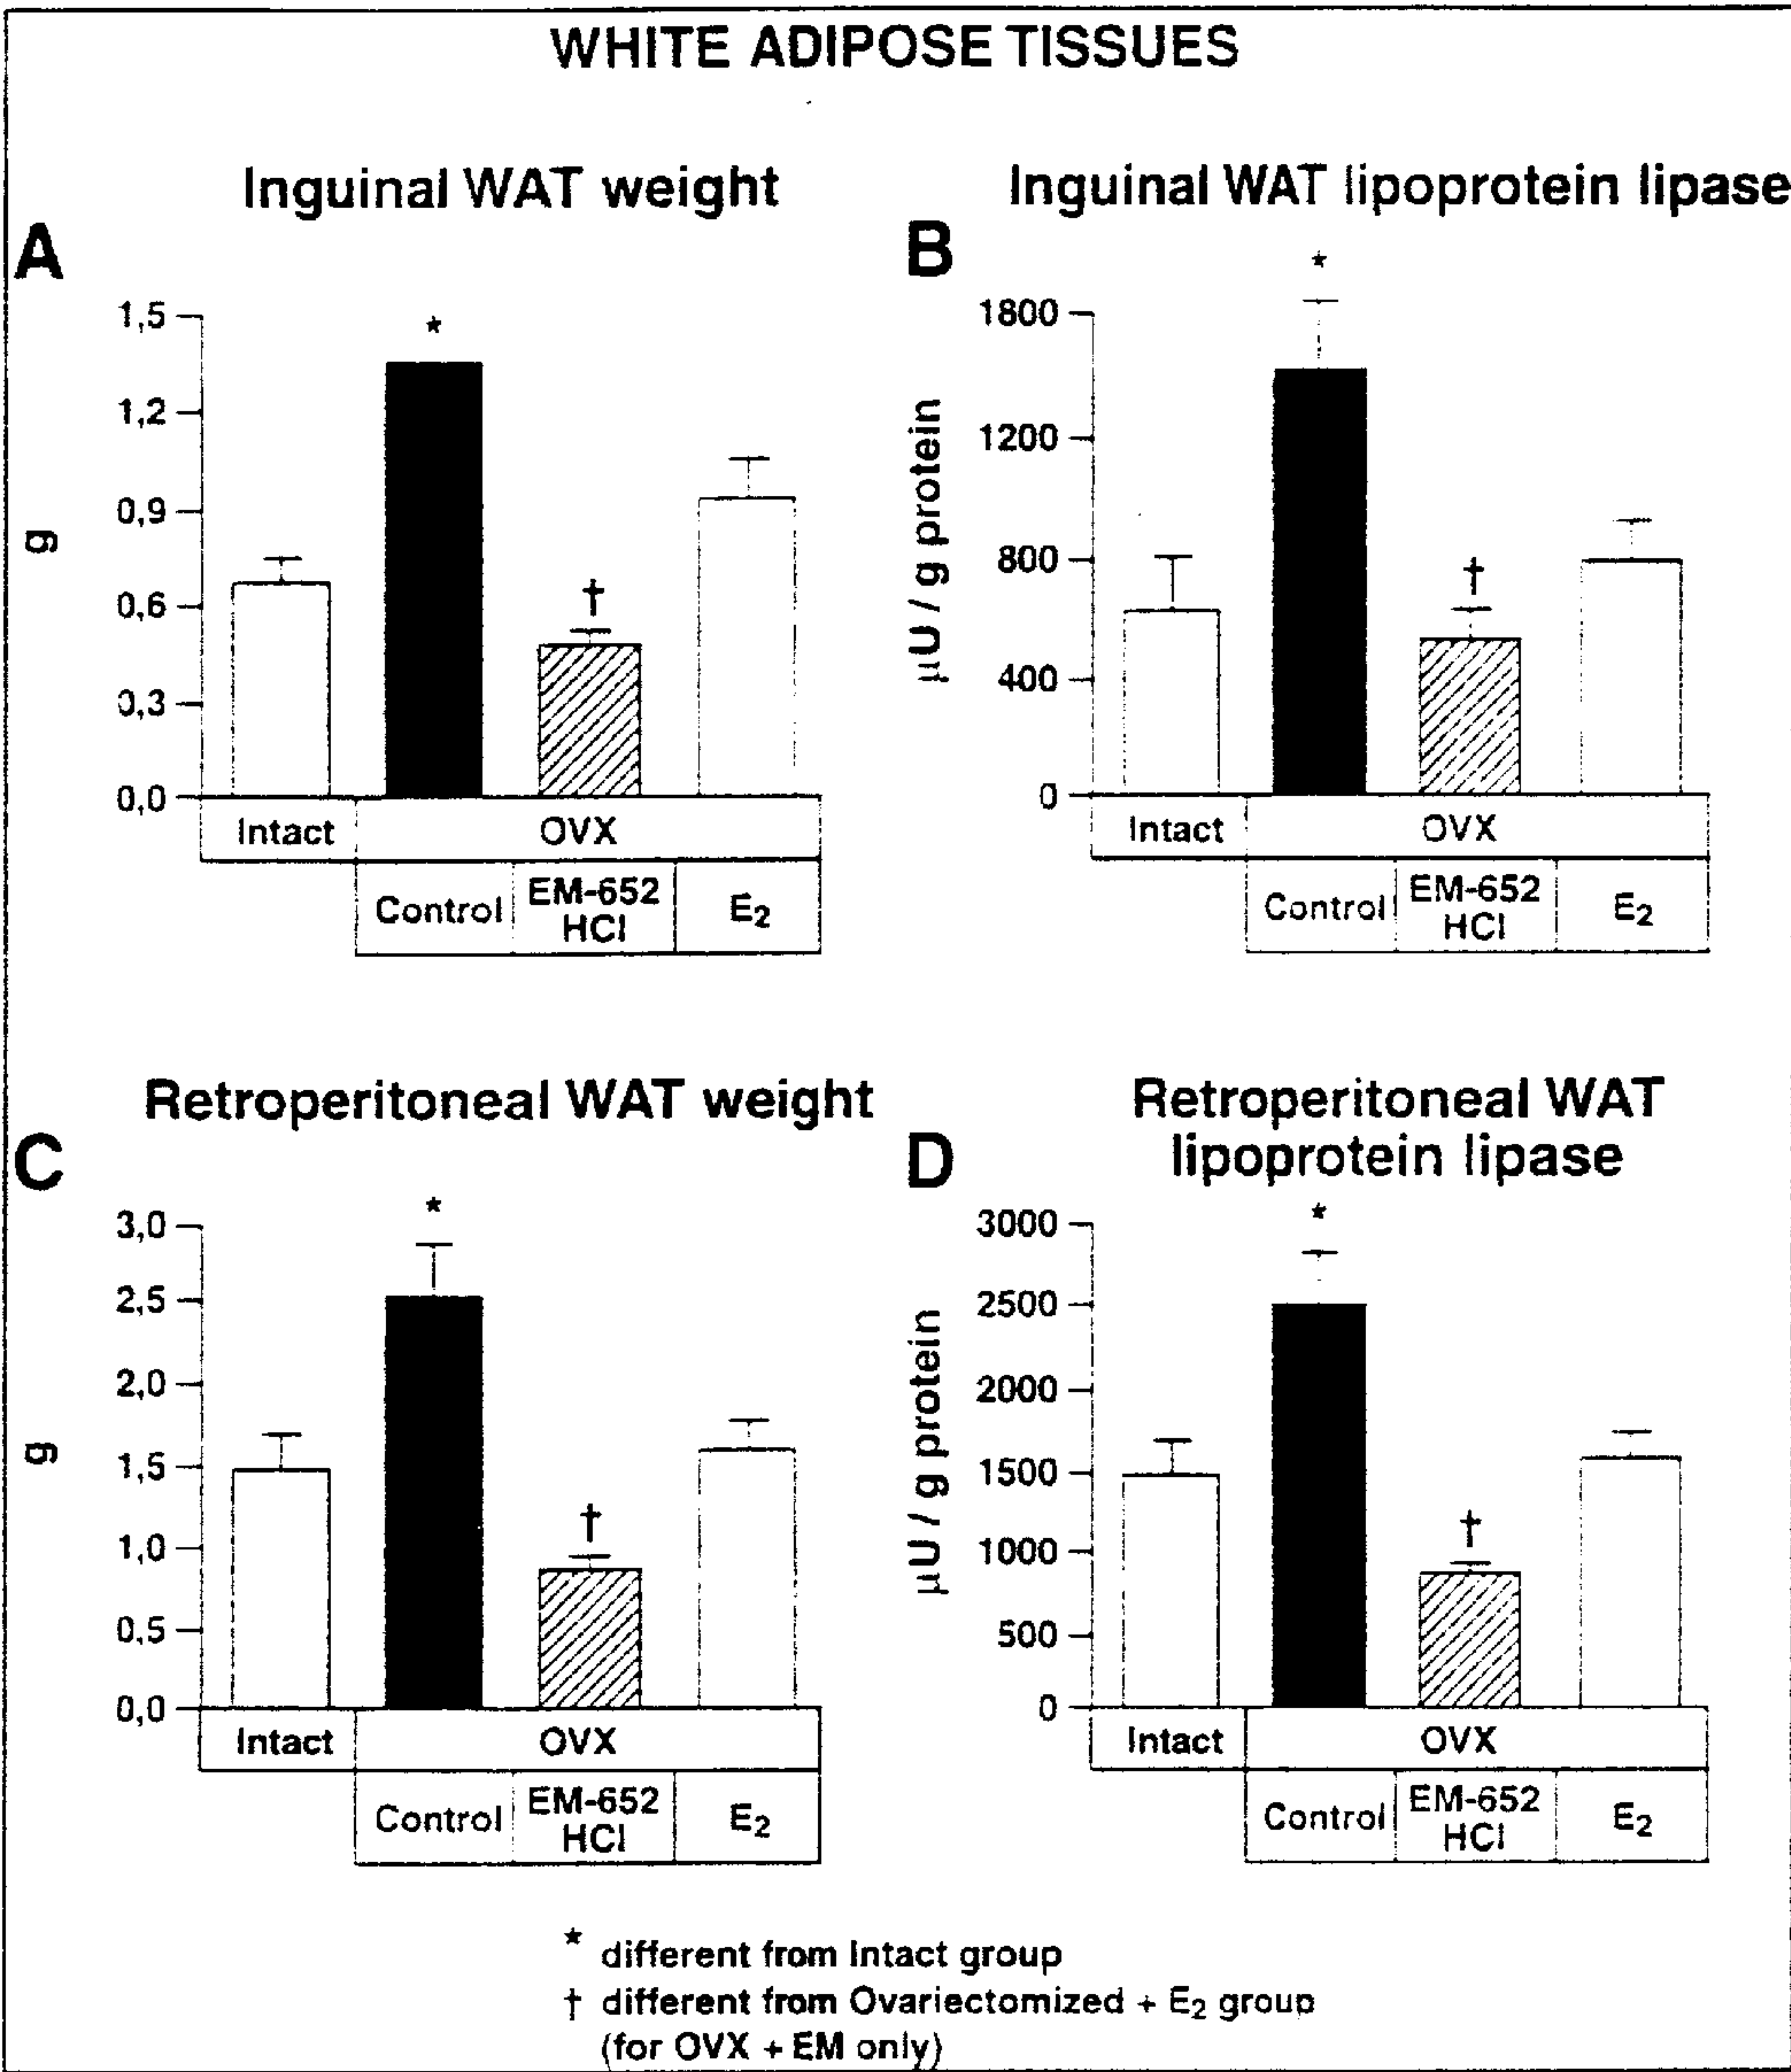 WHITE ADIPOSE TISSUES
Inguinal WAT weight
A
1,5
1,2
0,9
0,6
0,3
0,0
g
*
†
Intact
OVX
Control
EM-652
HCl
E2
Inguinal WAT lipoprotein lipase
B
1800
1200
800
400
0
µU / g protein
*
†
Intact
OVX
Control
EM-652
HCl
E2
Retroperitoneal WAT weight
C
3,0
2,5
2,0
1,5
1,0
0,5
0,0
g
*
†
Intact
OVX
Control
EM-652
HCl
E2
Retroperitoneal WAT
lipoprotein lipase
D
3000
2500
2000
1500
1000
500
0
µU / g protein
*
†
Intact
OVX
Control
EM-652
HCl
E2
* different from Intact group
† different from Ovariectomized + E2 group
(for OVX + EM only)